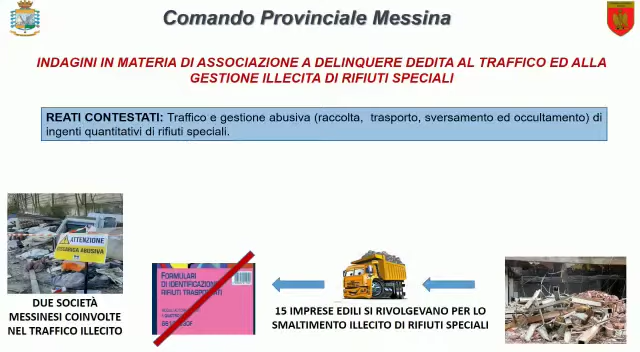 Comando Provinciale Messina
INDAGINI IN MATERIA DI ASSOCIAZIONE A DELINQUERE DEDITA AL TRAFFICO ED ALLA
GESTIONE ILLECITA DI RIFIUTI SPECIALI
REATI CONTESTATI: Traffico e gestione abusiva (raccolta, trasporto, sversamento ed occultamento) di
ingenti quantitativi di rifiuti speciali.
ATTENZIONE
DISCARICA ABUSIVA
FORMULARI
DI IDENTIFICAZIONE
RIFIUTI TRASPORTATI
DUE SOCIETÀ
MESSINESI COINVOLTE
NEL TRAFFICO ILLECITO
15 IMPRESE EDILI SI RIVOLGEVANO PER LO
SMALTIMENTO ILLECITO DI RIFIUTI SPECIALI